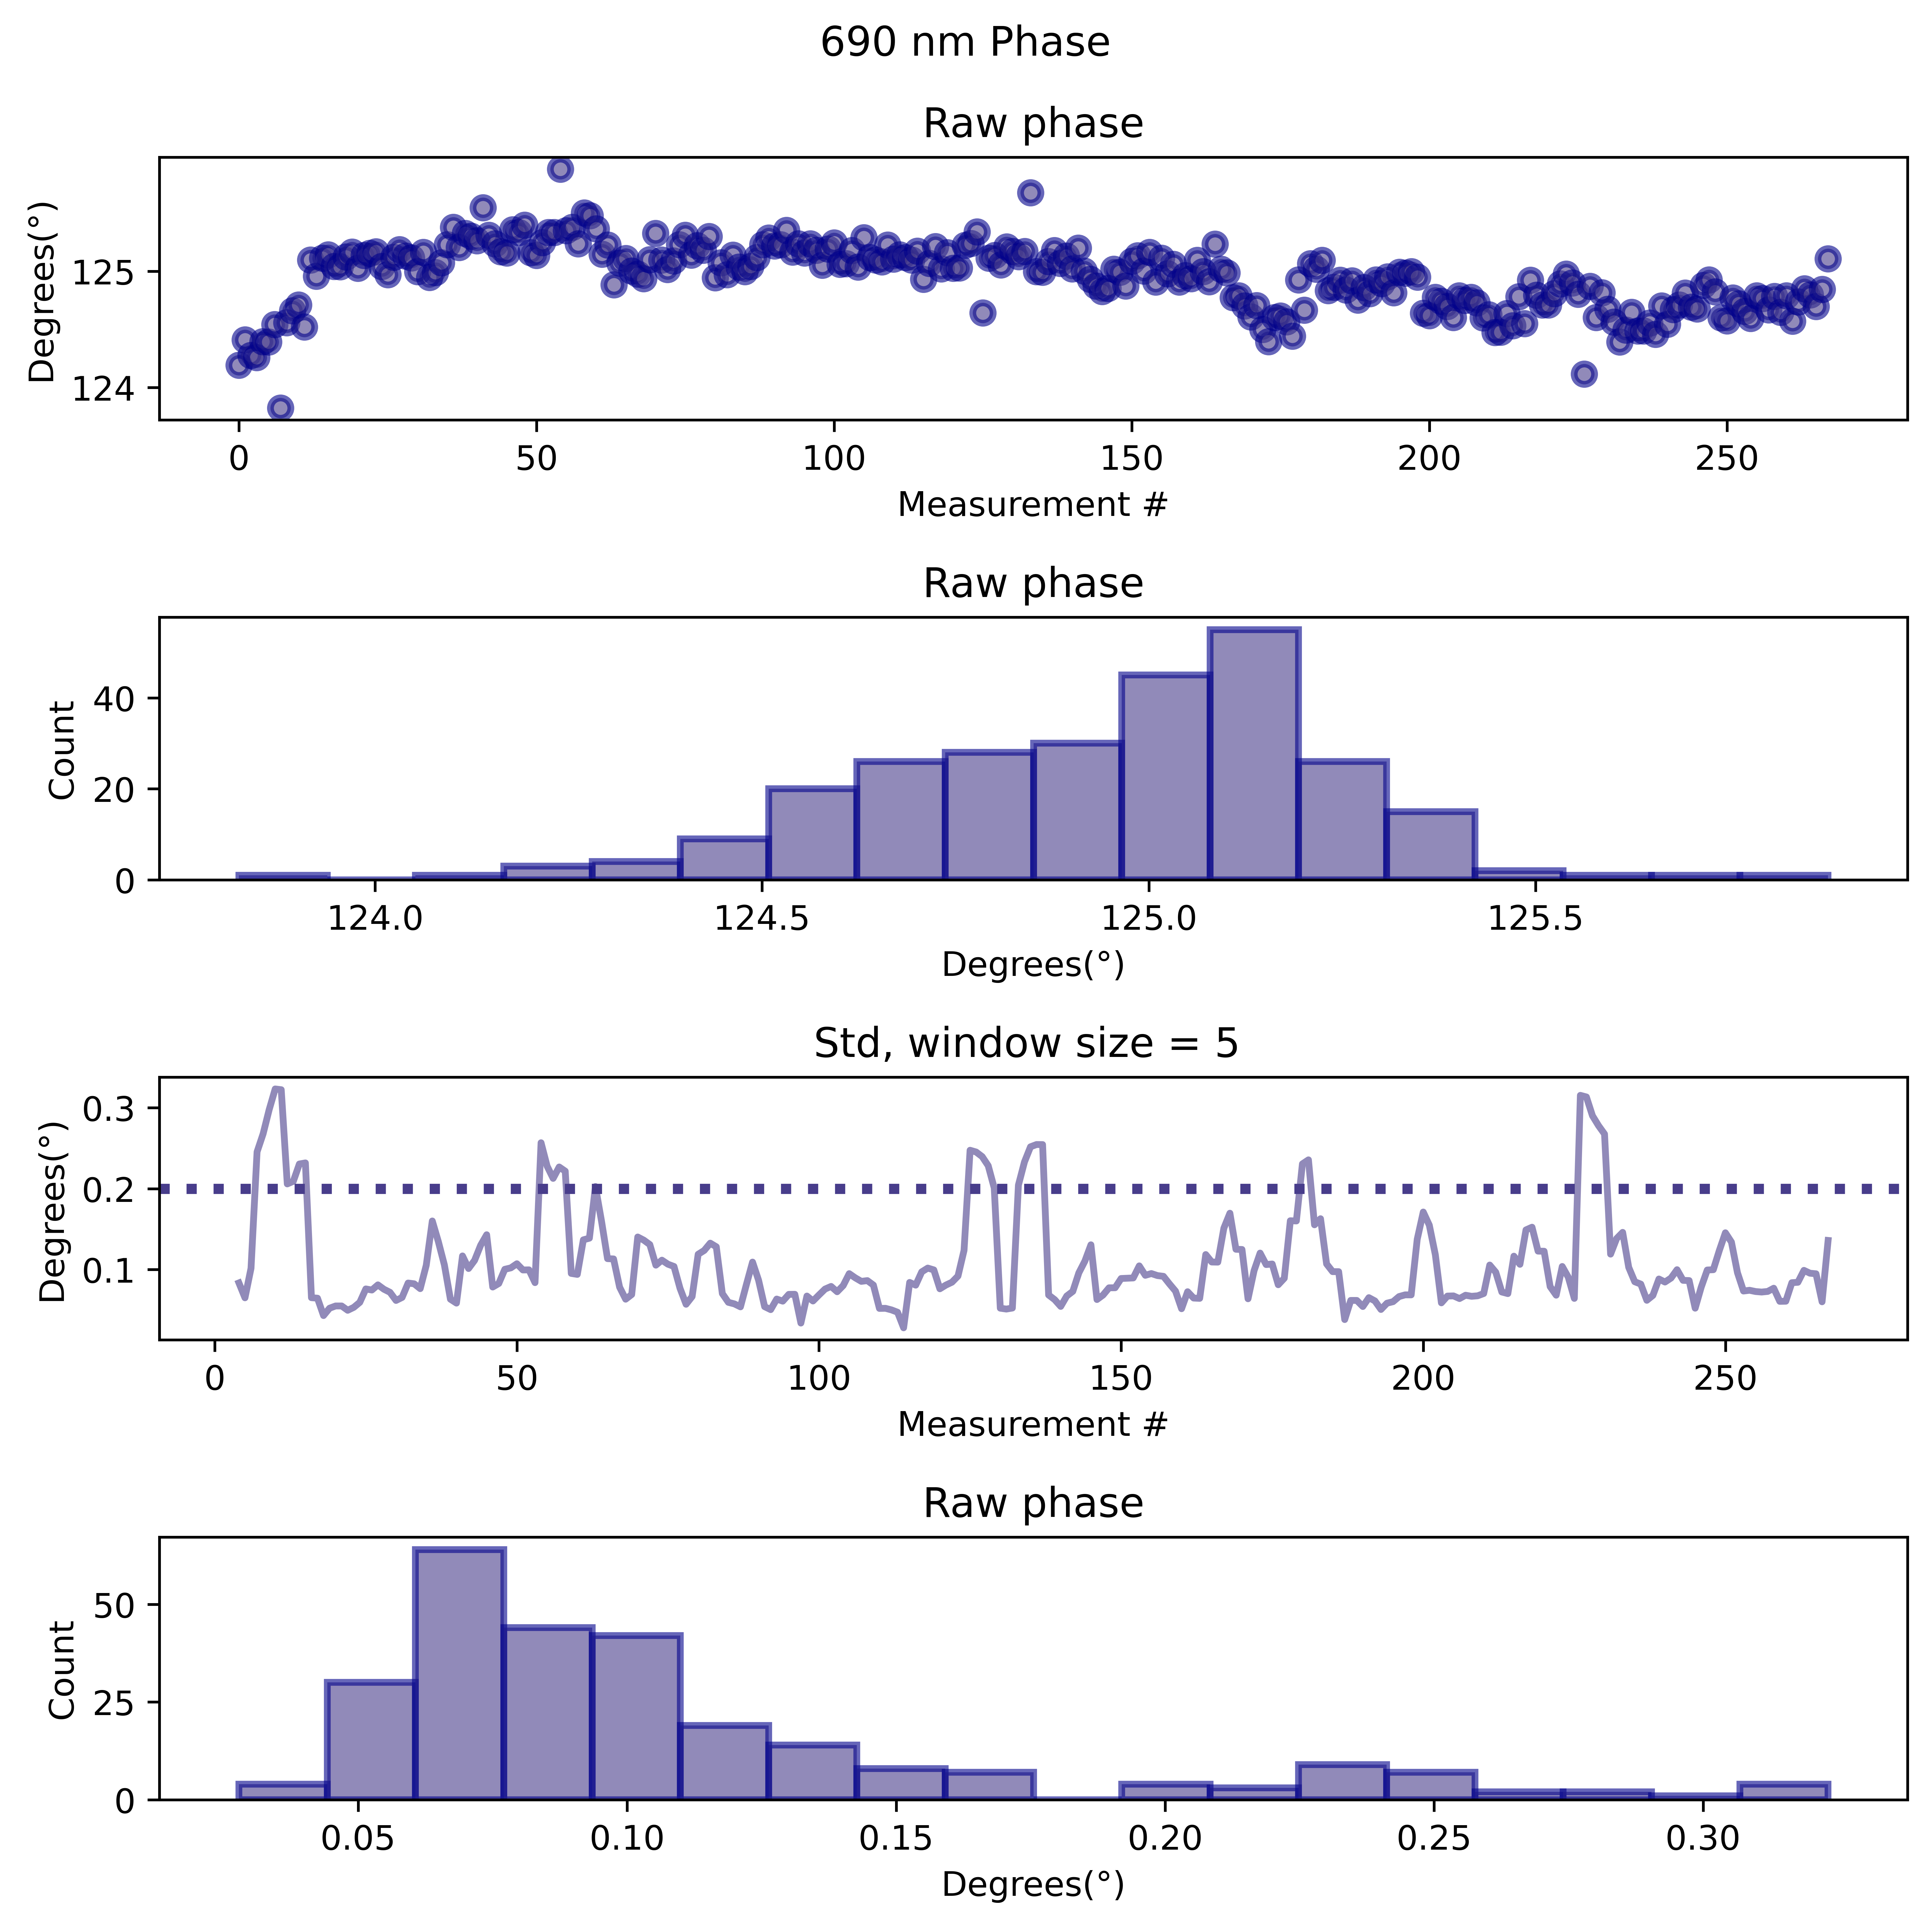 690 nm Phase
Raw phase
Degrees(°)
125
124
0 50 100 150 200 250
Measurement #
Raw phase
Count
40
20
0
124.0 124.5 125.0 125.5
Degrees(°)
Std, window size = 5
Degrees(°)
0.3
0.2
0.1
0 50 100 150 200 250
Measurement #
Raw phase
Count
50
25
0
0.05 0.10 0.15 0.20 0.25 0.30
Degrees(°)